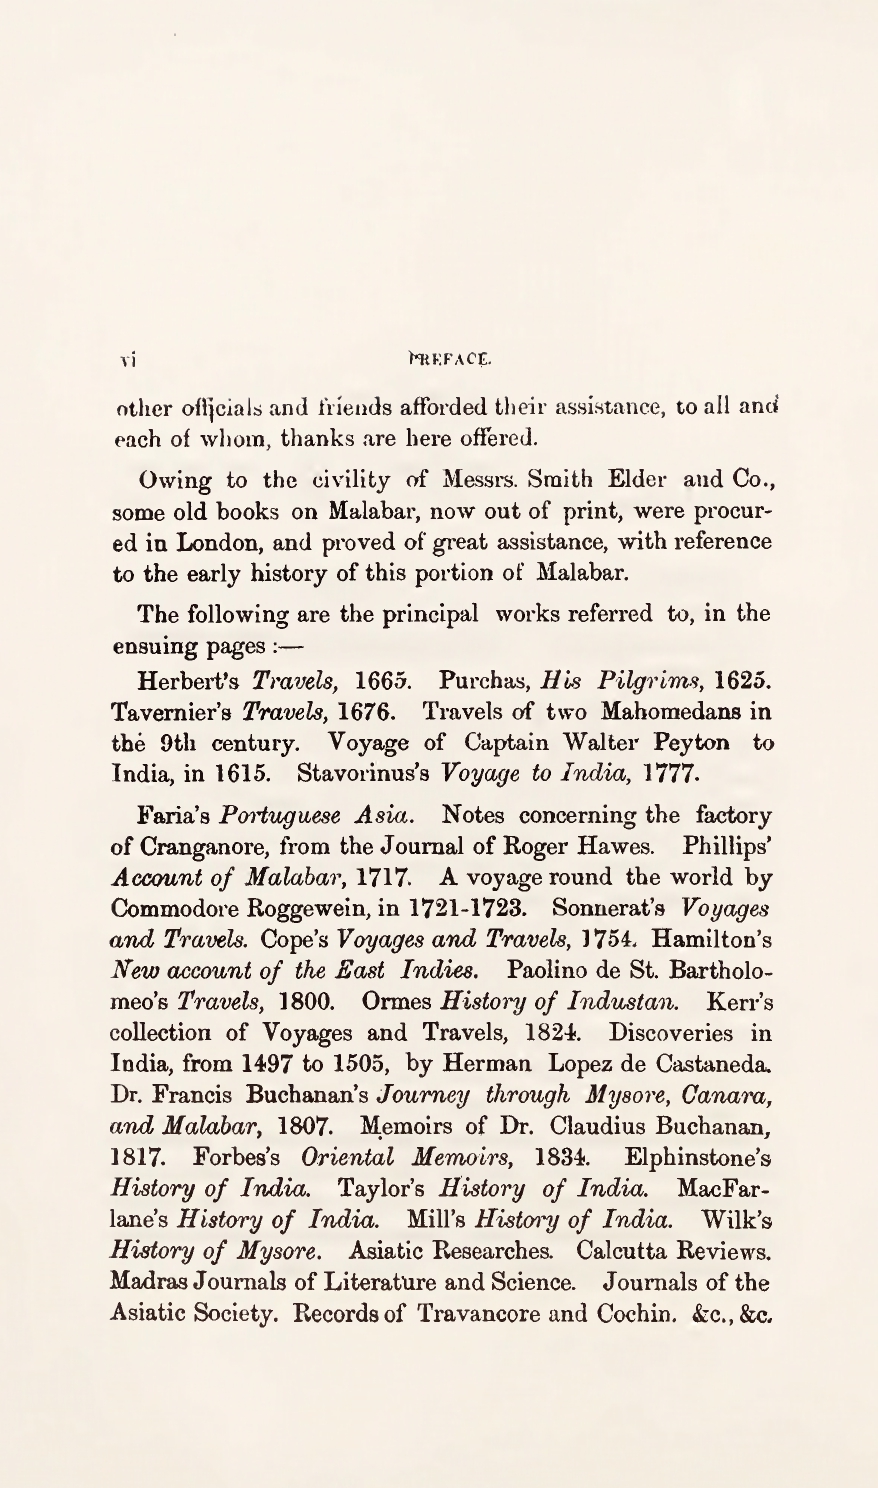 vi PREFACE.
other officials and friends afforded their assistance, to all and
each of whom, thanks are here offered.
Owing to the civility of Messrs. Smith Elder and Co.,
some old books on Malabar, now out of print, were procur-
ed in London, and proved of great assistance, with reference
to the early history of this portion of Malabar.
The following are the principal works referred to, in the
ensuing pages :—
Herbert's Travels, 1665. Purchas, His Pilgrims, 1625.
Tavernier's Travels, 1676. Travels of two Mahomedans in
the 9th century. Voyage of Captain Walter Peyton to
India, in 1615. Stavorinus's Voyage to India, 1777.
Faria's Portuguese Asia. Notes concerning the factory
of Cranganore, from the Journal of Roger Hawes. Phillips'
Account of Malabar, 1717. A voyage round the world by
Commodore Roggewein, in 1721-1723. Sonnerat's Voyages
and Travels. Cope's Voyages and Travels, 1754. Hamilton's
New account of the East Indies. Paolino de St. Bartholo-
meo's Travels, 1800. Ormes History of Industan. Kerr's
collection of Voyages and Travels, 1824. Discoveries in
India, from 1497 to 1505, by Herman Lopez de Castaneda.
Dr. Francis Buchanan's Journey through Mysore, Canara,
and Malabar, 1807. Memoirs of Dr. Claudius Buchanan,
1817. Forbes's Oriental Memoirs, 1834. Elphinstone's
History of India. Taylor's History of India. MacFar-
lane's History of India. Mill's History of India. Wilk's
History of Mysore. Asiatic Researches. Calcutta Reviews.
Madras Journals of Literature and Science. Journals of the
Asiatic Society. Records of Travancore and Cochin. &c., &c.